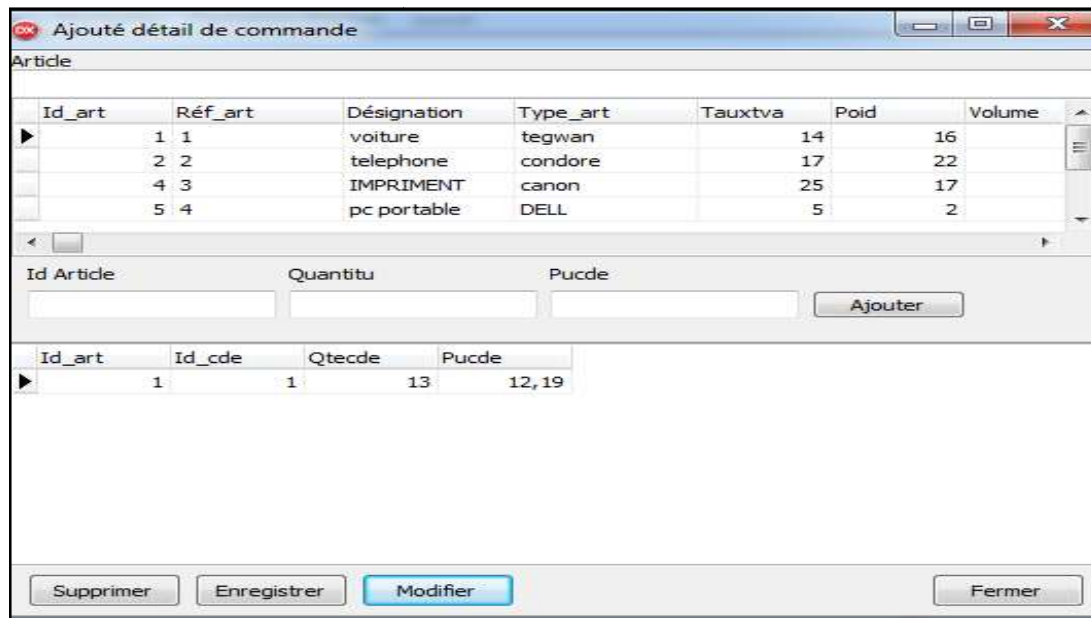 Ajouté détail de commande
Article
Id_art Réf_art Désignation Type_art Tauxtva Poid Volume
1 1 voiture tegwan 14 16
2 2 telephone condore 17 22
4 3 IMPRIMENT canon 25 17
5 4 pc portable DELL 5 2
Id Article Quantitu Pucde
Ajouter
Id_art Id_cde Qtecde Pucde
1 1 13 12,19
Supprimer Enregistrer Modifier Fermer